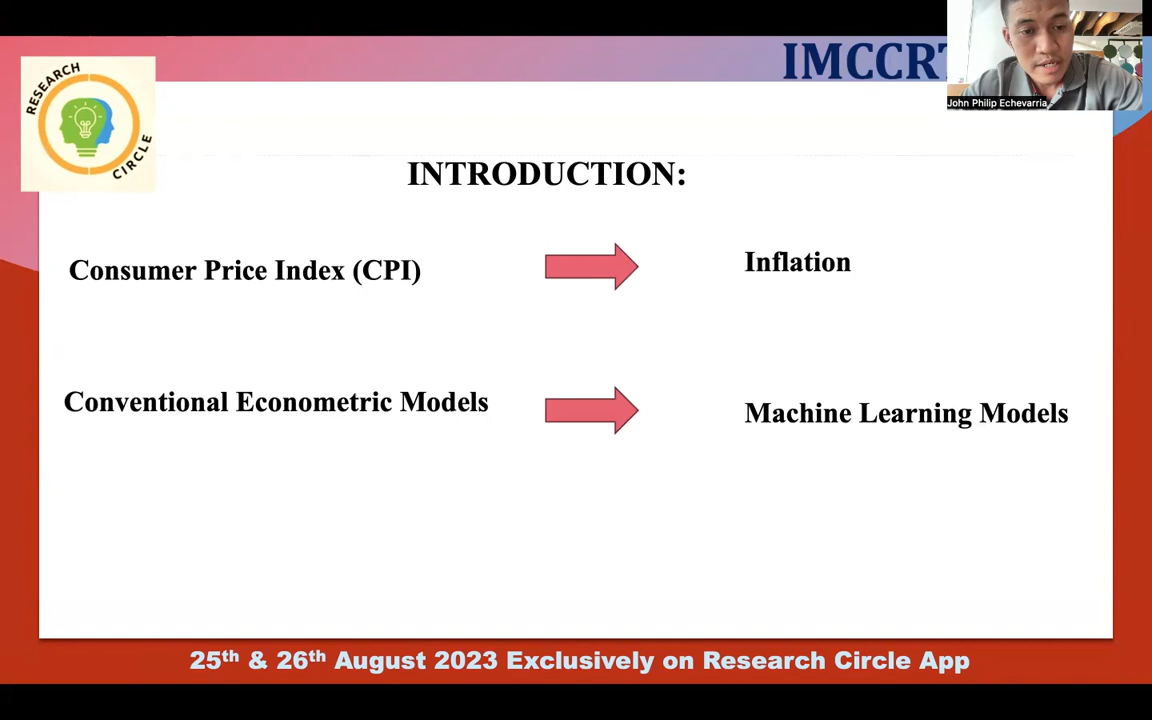 IMCCRT
John Philip Echevarria
RESEARCH
CIRCLE
INTRODUCTION:
Consumer Price Index (CPI)
Inflation
Conventional Econometric Models
Machine Learning Models
25th & 26th August 2023 Exclusively on Research Circle App